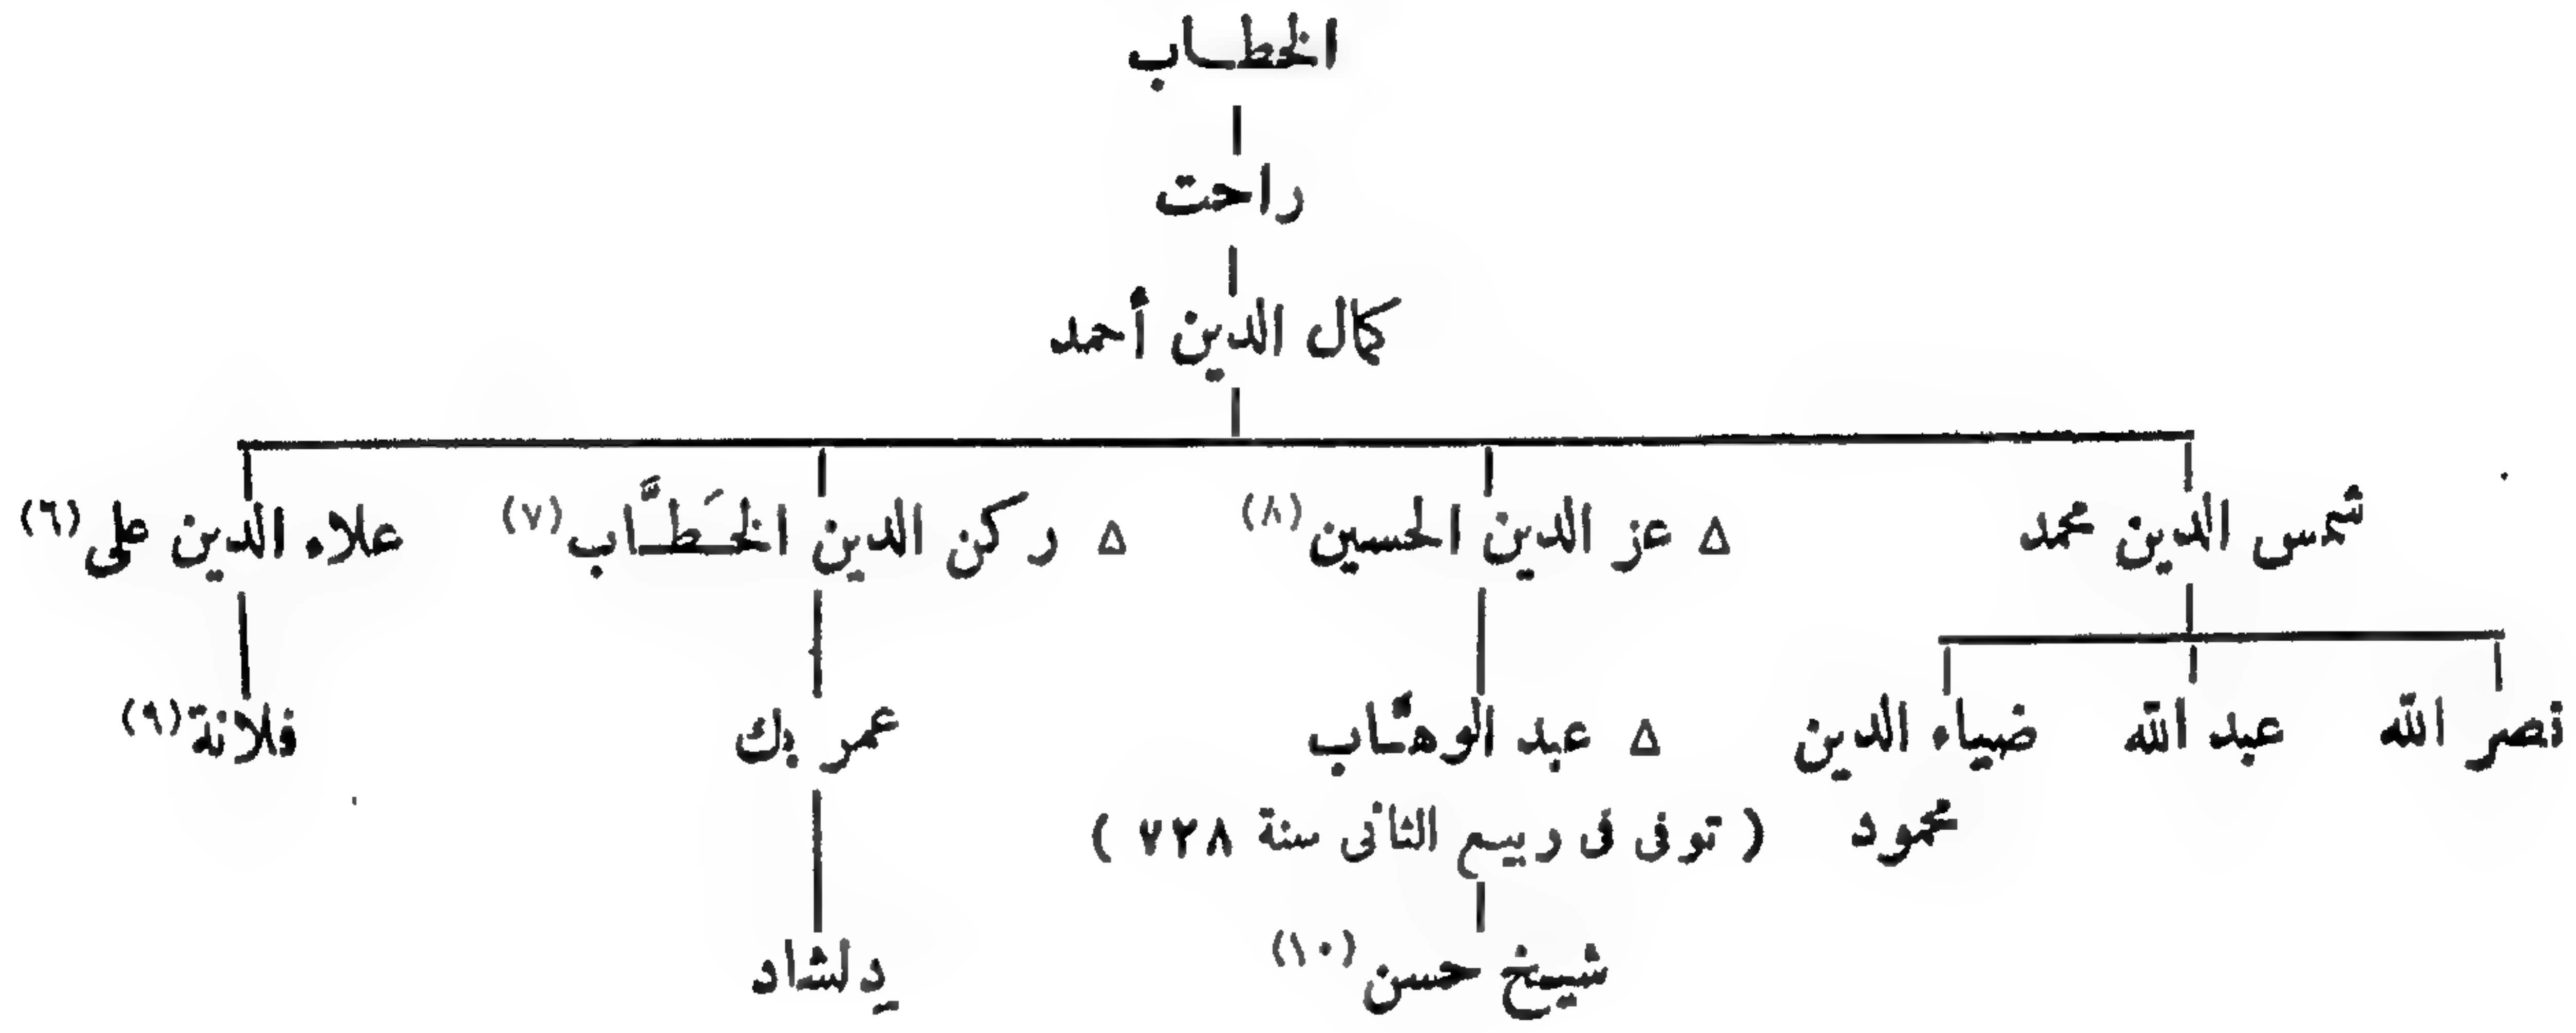 الخطاب
راحت
كمال الدين أحمد
شمس الدين محمد △ عز الدين الحسين (٨) △ ركن الدين الخَطَّاب (٧) علاء الدين على (٦)
نصر الله عبد الله ضياء الدين △ عبد الوهَّاب عمر بك فلانة (٩)
محمود ( توفى فى ربيع الثانى سنة ٧٢٨ )
شيخ حسن (١٠) دِلشاد